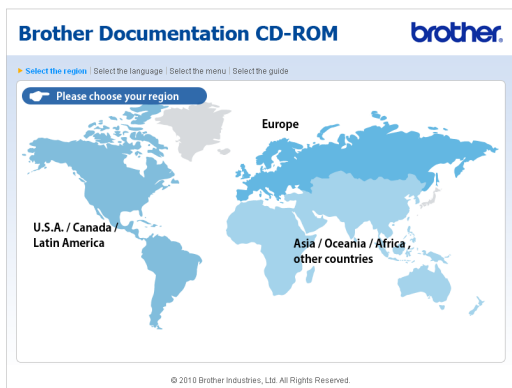 Brother Documentation CD-ROM
brother.
Select the region | Select the language | Select the menu | Select the guide
Please choose your region
Europe
U.S.A. / Canada /
Latin America
Asia / Oceania / Africa ,
other countries
© 2010 Brother Industries, Ltd. All Rights Reserved.